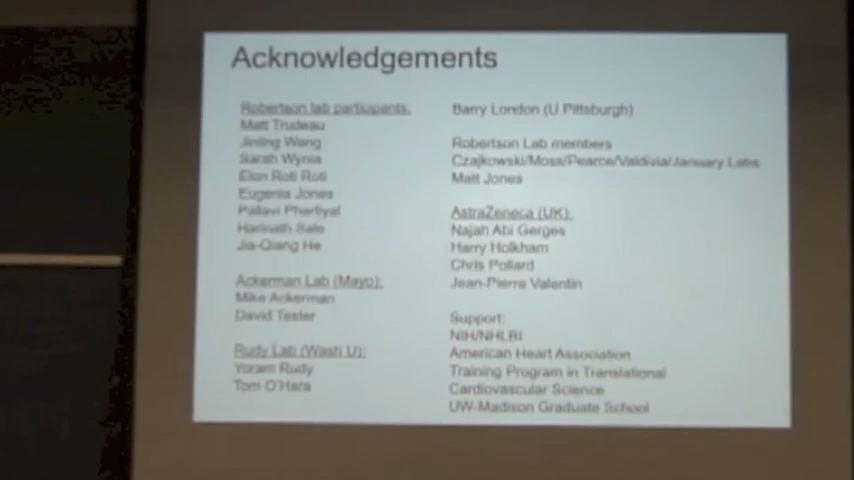 Acknowledgements
Robertson lab participants:
Matt Trudeau
Jinling Wang
Sarah Wynia
Elon Roti Roti
Eugenia Jones
Pallavi Phartiyal
Harinath Sale
Jia-Qiang He
Ackerman Lab (Mayo):
Mike Ackerman
David Tester
Rudy Lab (Wash U):
Yoram Rudy
Tom O'Hara
Barry London (U Pittsburgh)
Robertson Lab members
Czajkowski/Moss/Pearce/Valdivia/January Labs
Matt Jones
AstraZeneca (UK):
Najah Abi Gerges
Harry Holkham
Chris Pollard
Jean-Pierre Valentin
Support:
NIH/NHLBI
American Heart Association
Training Program in Translational
Cardiovascular Science
UW-Madison Graduate School